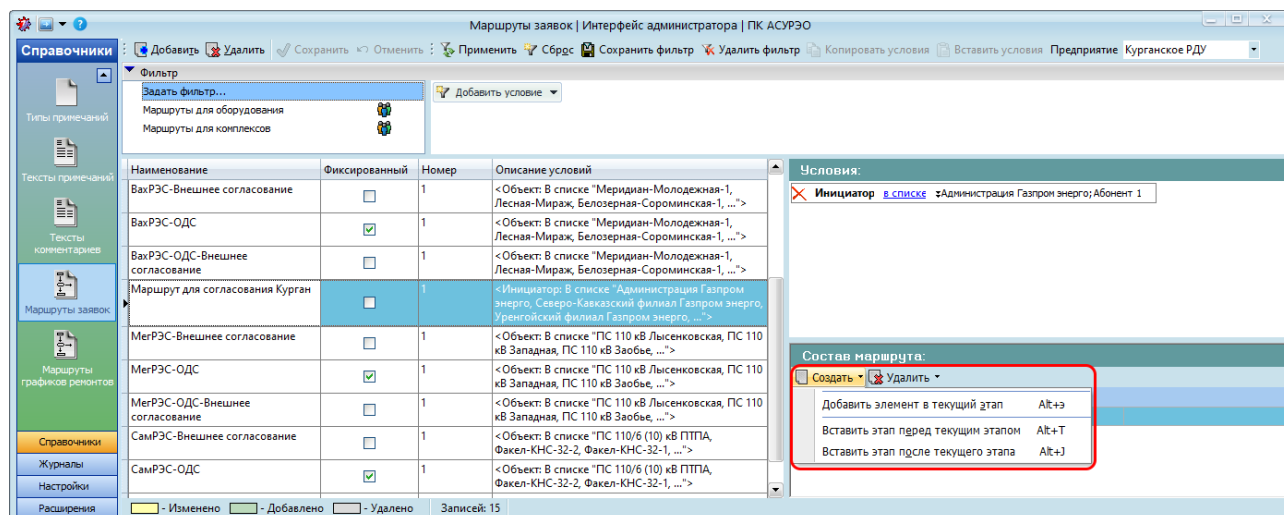 Маршруты заявок | Интерфейс администратора | ПК АСУРЭО
Справочники
Добавить Удалить Сохранить Отменить Применить Сброс Сохранить фильтр Удалить фильтр Копировать условия Вставить условия Предприятие Курганское РДУ
Фильтр
Задать фильтр...
Маршруты для оборудования
Маршруты для комплексов
Добавить условие
Типы примечаний
Тексты примечаний
Тексты
комментариев
Маршруты заявок
Маршруты
графиков ремонтов
Справочники
Журналы
Настройки
Расширения
Наименование Фиксированный Номер Описание условий
ВахРЭС-Внешнее согласование 1 <Объект: В списке "Меридиан-Молодежная-1,
Лесная-Мираж, Белозерная-Сороминская-1, ...">
ВахРЭС-ОДС 1 <Объект: В списке "Меридиан-Молодежная-1,
Лесная-Мираж, Белозерная-Сороминская-1, ...">
ВахРЭС-ОДС-Внешнее 1 <Объект: В списке "Меридиан-Молодежная-1,
согласование Лесная-Мираж, Белозерная-Сороминская-1, ...">
Маршрут для согласования Курган 1 <Инициатор: В списке "Администрация Газпром
энерго, Северо-Кавказский филиал Газпром энерго,
Уренгойский филиал Газпром энерго, ...">
МегРЭС-Внешнее согласование 1 <Объект: В списке "ПС 110 кВ Лысенковская, ПС 110
кВ Западная, ПС 110 кВ Заобье, ...">
МегРЭС-ОДС 1 <Объект: В списке "ПС 110 кВ Лысенковская, ПС 110
кВ Западная, ПС 110 кВ Заобье, ...">
МегРЭС-ОДС-Внешнее 1 <Объект: В списке "ПС 110 кВ Лысенковская, ПС 110
согласование кВ Западная, ПС 110 кВ Заобье, ...">
СамРЭС-Внешнее согласование 1 <Объект: В списке "ПС 110/6 (10) кВ ПТПА,
Факел-КНС-32-2, Факел-КНС-32-1, ...">
СамРЭС-ОДС 1 <Объект: В списке "ПС 110/6 (10) кВ ПТПА,
Факел-КНС-32-2, Факел-КНС-32-1, ...">
Условия:
Инициатор в списке Администрация Газпром энерго; Абонент 1
Состав маршрута:
Создать Удалить
Добавить элемент в текущий этап Alt+э
Вставить этап перед текущим этапом Alt+T
Вставить этап после текущего этапа Alt+J
- Изменено - Добавлено - Удалено Записей: 15